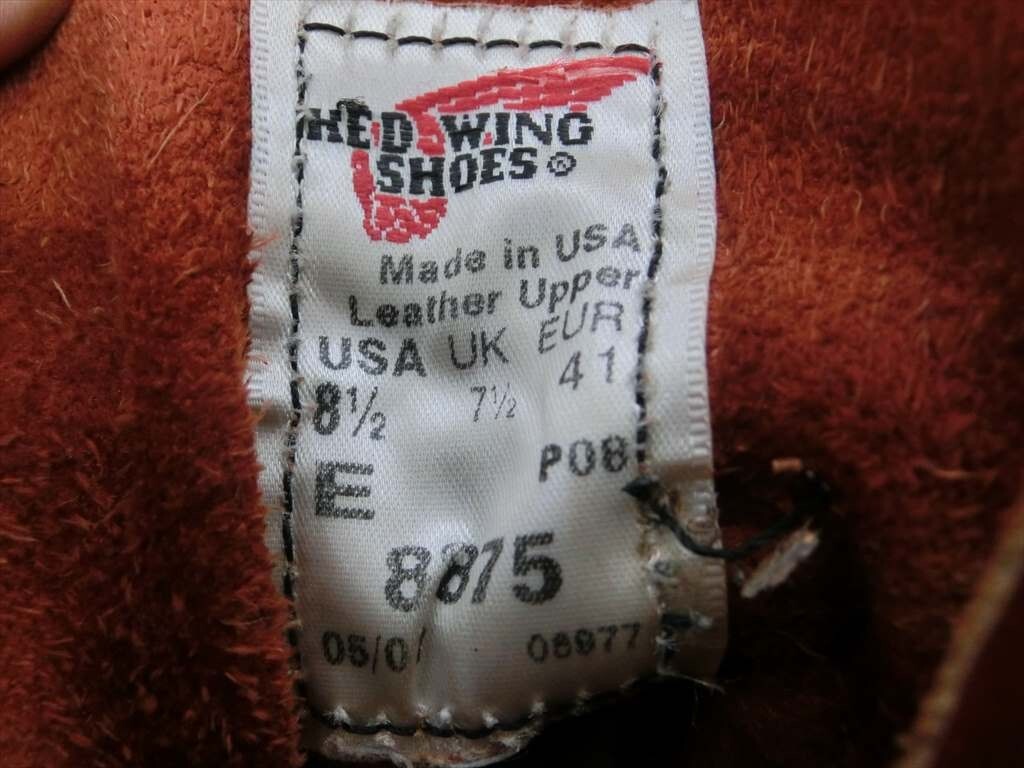 RED WING
SHOES®
Made in USA
Leather Upper
USA UK EUR
8½ 7½ 41
E P08
8875
05/0